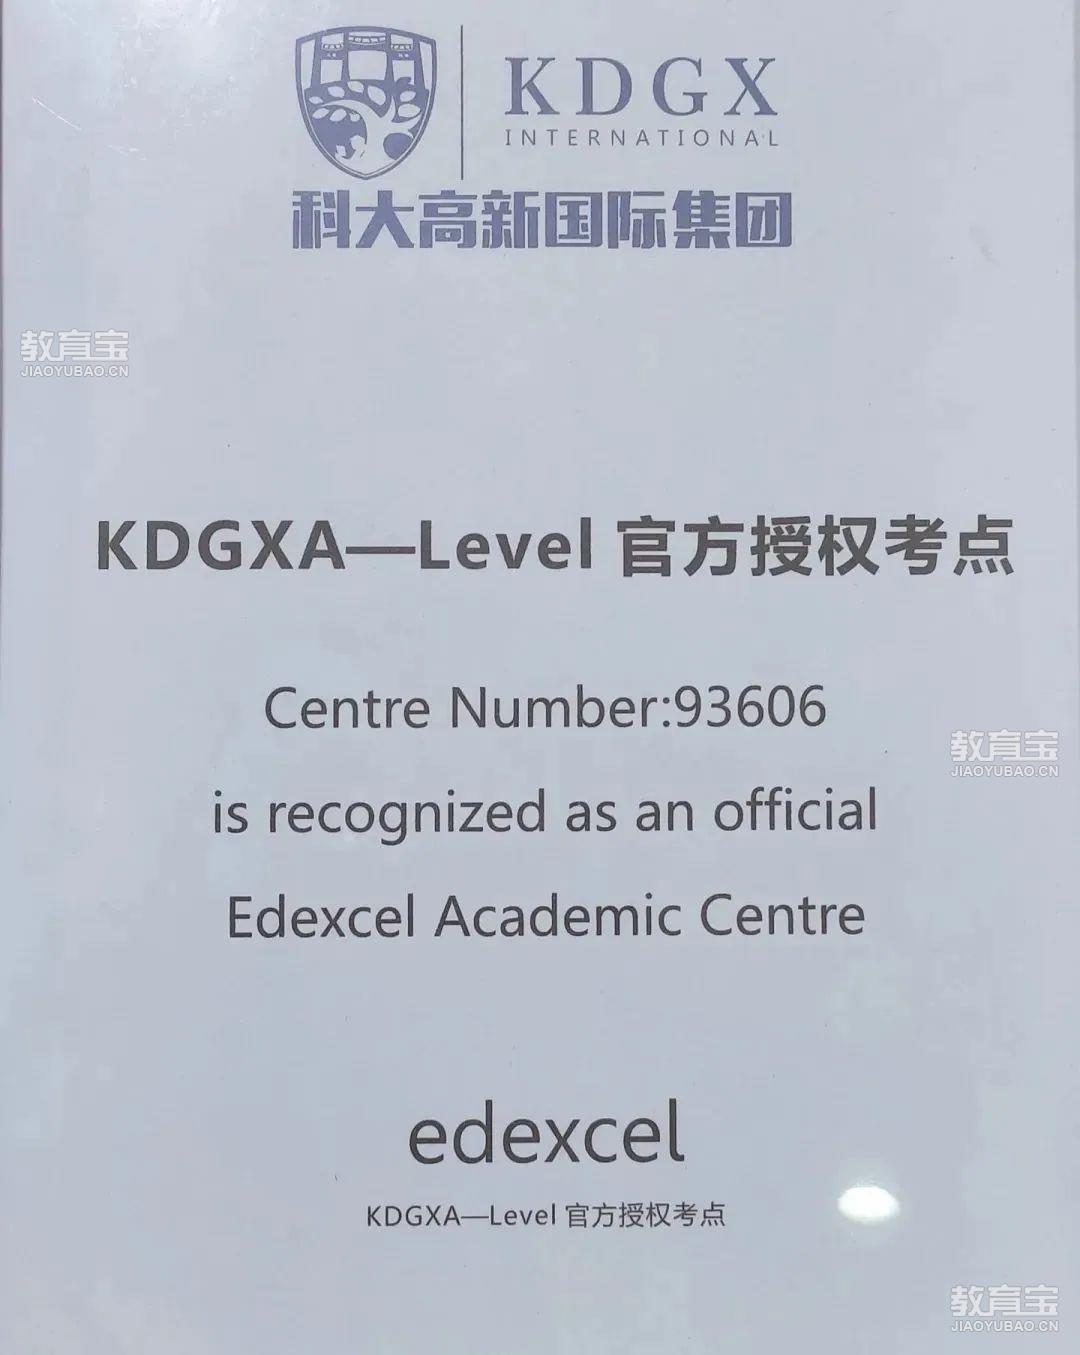 KDGX
INTERNATIONAL
科大高新国际集团
教育宝
JIAOYUBAO.CN
KDGXA—Level 官方授权考点
Centre Number:93606
教育宝
JIAOYUBAO.CN
is recognized as an official
Edexcel Academic Centre
edexcel
KDGXA—Level 官方授权考点
教育宝
JIAOYUBAO.CN